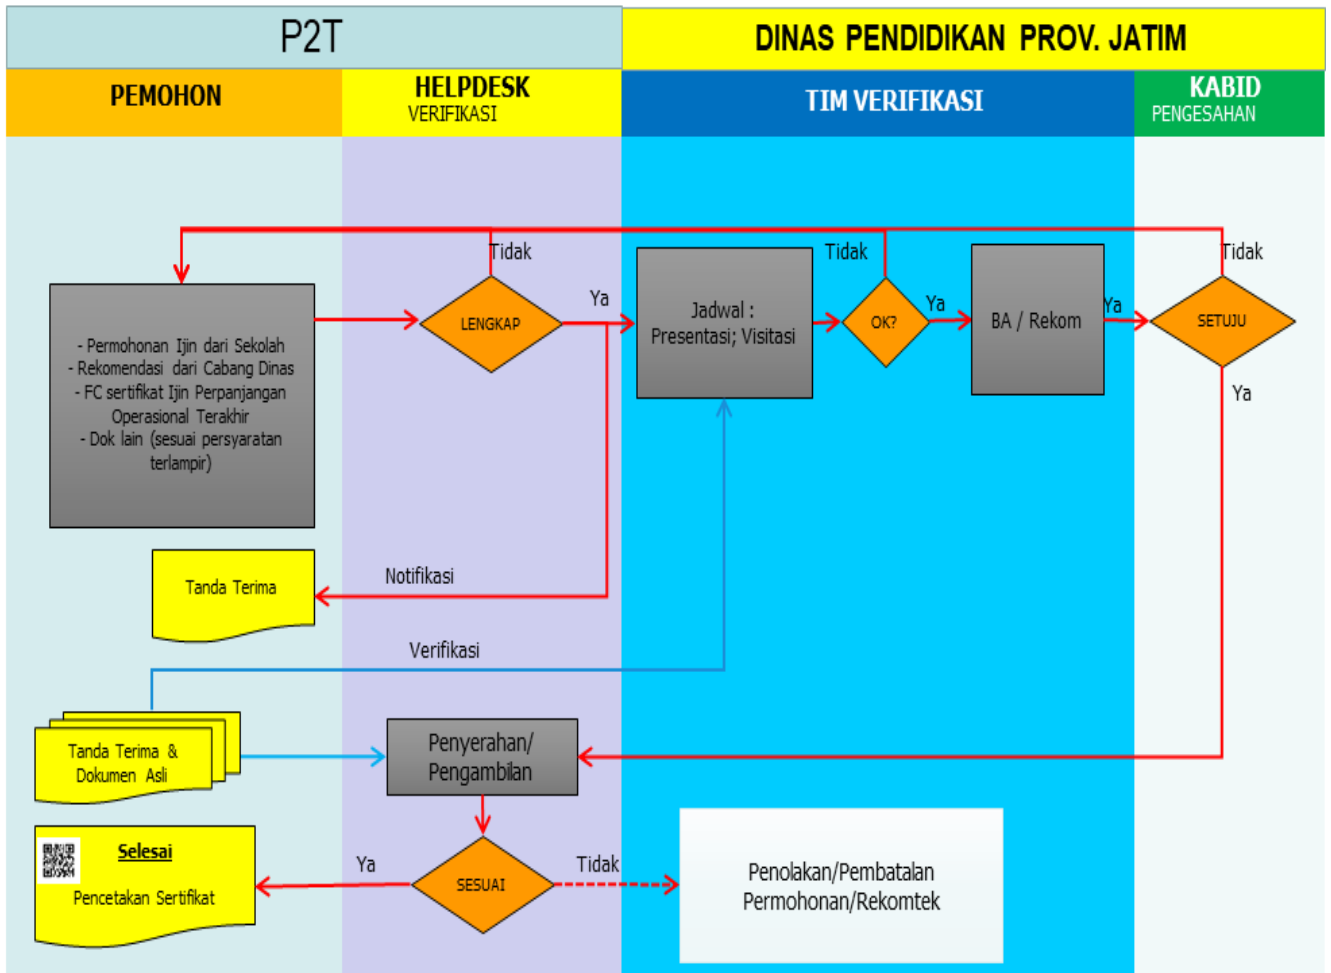 P2T
DINAS PENDIDIKAN PROV. JATIM
PEMOHON
HELPDESK
VERIFIKASI
TIM VERIFIKASI
KABID
PENGESAHAN
Tidak
Tidak
Tidak
- Permohonan Ijin dari Sekolah
- Rekomendasi dari Cabang Dinas
- FC sertifikat Ijin Perpanjangan
Operasional Terakhir
- Dok lain (sesuai persyaratan
terlampir)
LENGKAP
Ya
Jadwal :
Presentasi; Visitasi
OK?
Ya
BA / Rekom
Ya
SETUJU
Ya
Tanda Terima
Notifikasi
Verifikasi
Tanda Terima &
Dokumen Asli
Penyerahan/
Pengambilan
Selesai
Pencetakan Sertifikat
Ya
SESUAI
Tidak
Penolakan/Pembatalan
Permohonan/Rekomtek